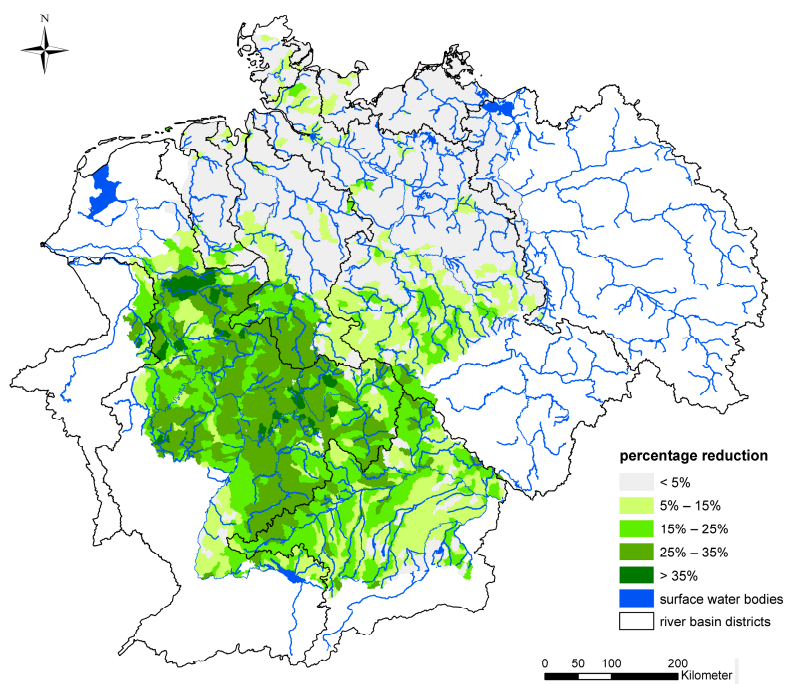 N
percentage reduction
< 5%
5% – 15%
15% – 25%
25% – 35%
> 35%
surface water bodies
river basin districts
0 50 100 200
Kilometer